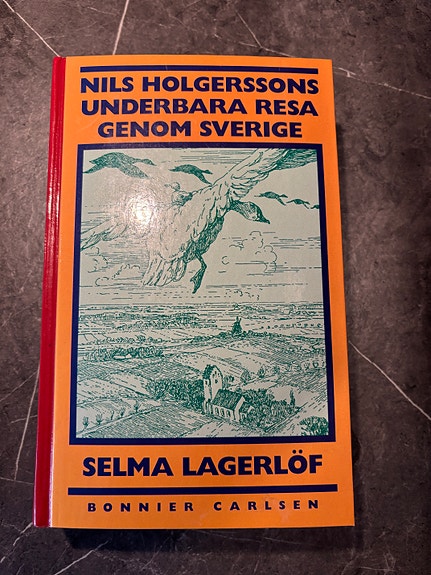 NILS HOLGERSSONS
UNDERBARA RESA
GENOM SVERIGE
SELMA LAGERLÖF
BONNIER CARLSEN